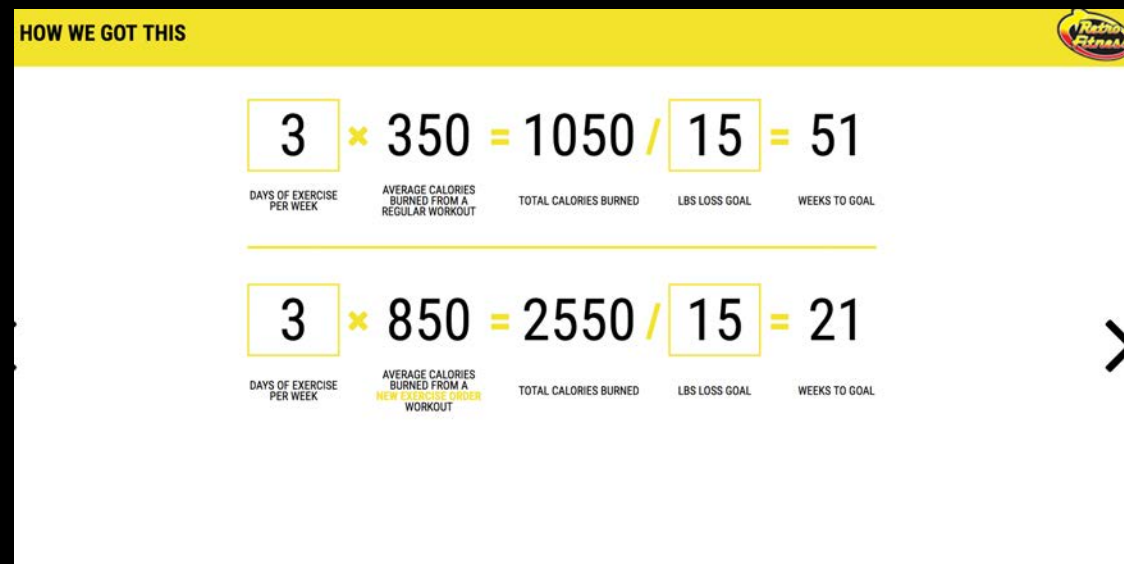 HOW WE GOT THIS
Retro
Fitness
3 × 350 = 1050 / 15 = 51
DAYS OF EXERCISE
PER WEEK
AVERAGE CALORIES
BURNED FROM A
REGULAR WORKOUT
TOTAL CALORIES BURNED
LBS LOSS GOAL
WEEKS TO GOAL
3 × 850 = 2550 / 15 = 21
DAYS OF EXERCISE
PER WEEK
AVERAGE CALORIES
BURNED FROM A
NEW EXERCISE ORDER
WORKOUT
TOTAL CALORIES BURNED
LBS LOSS GOAL
WEEKS TO GOAL